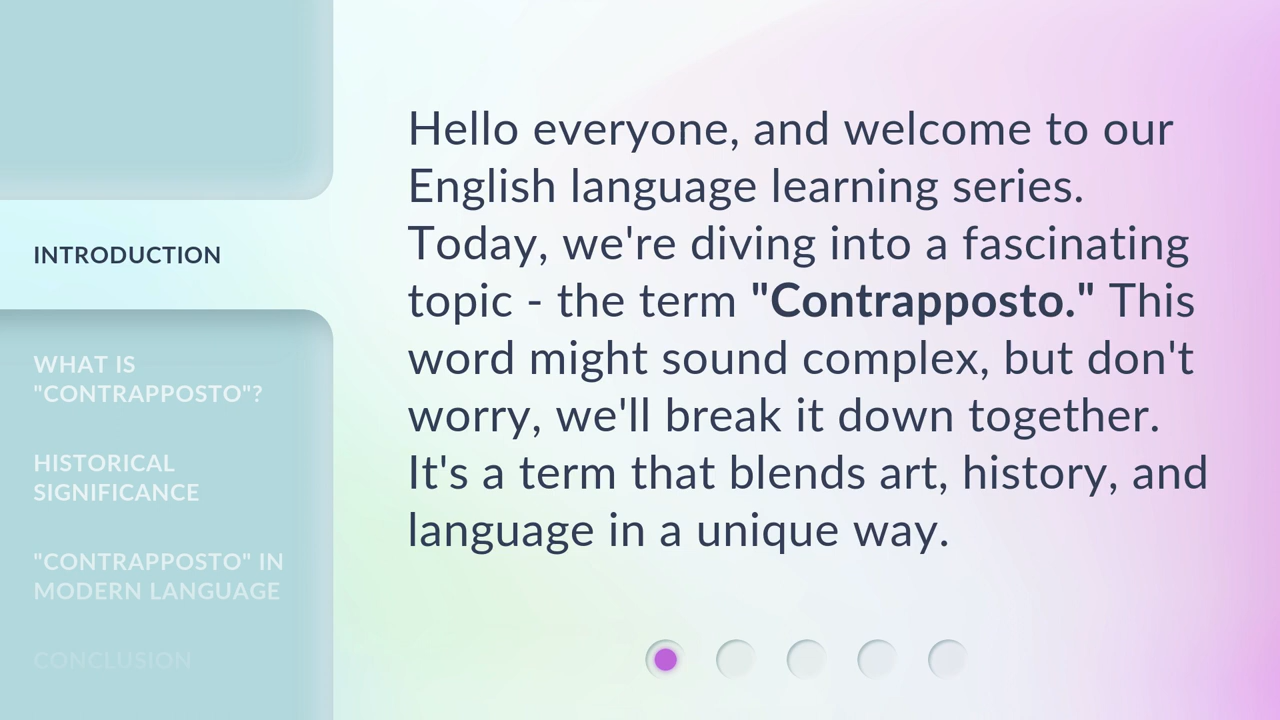 INTRODUCTION
WHAT IS
"CONTRAPPOSTO"?
HISTORICAL
SIGNIFICANCE
"CONTRAPPOSTO" IN
MODERN LANGUAGE
CONCLUSION
Hello everyone, and welcome to our
English language learning series.
Today, we're diving into a fascinating
topic - the term "Contrapposto." This
word might sound complex, but don't
worry, we'll break it down together.
It's a term that blends art, history, and
language in a unique way.